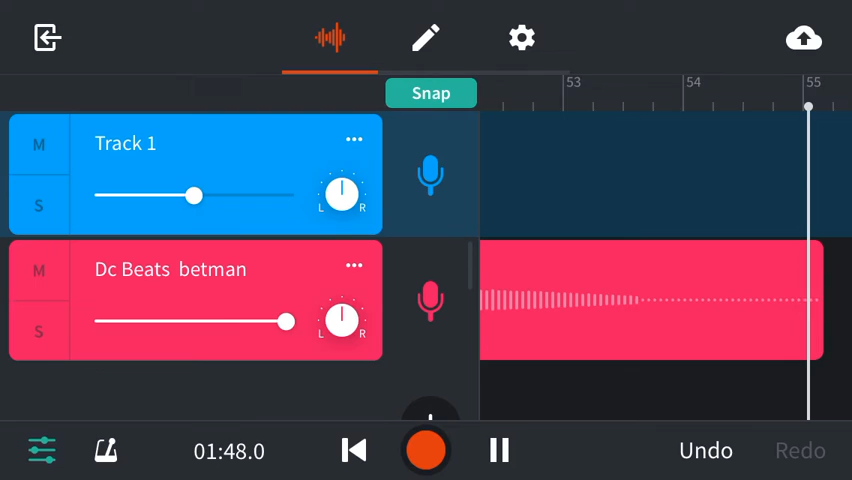 Snap
53
54
55
M
Track 1
S
L
R
M
Dc Beats betman
S
L
R
01:48.0
Undo
Redo